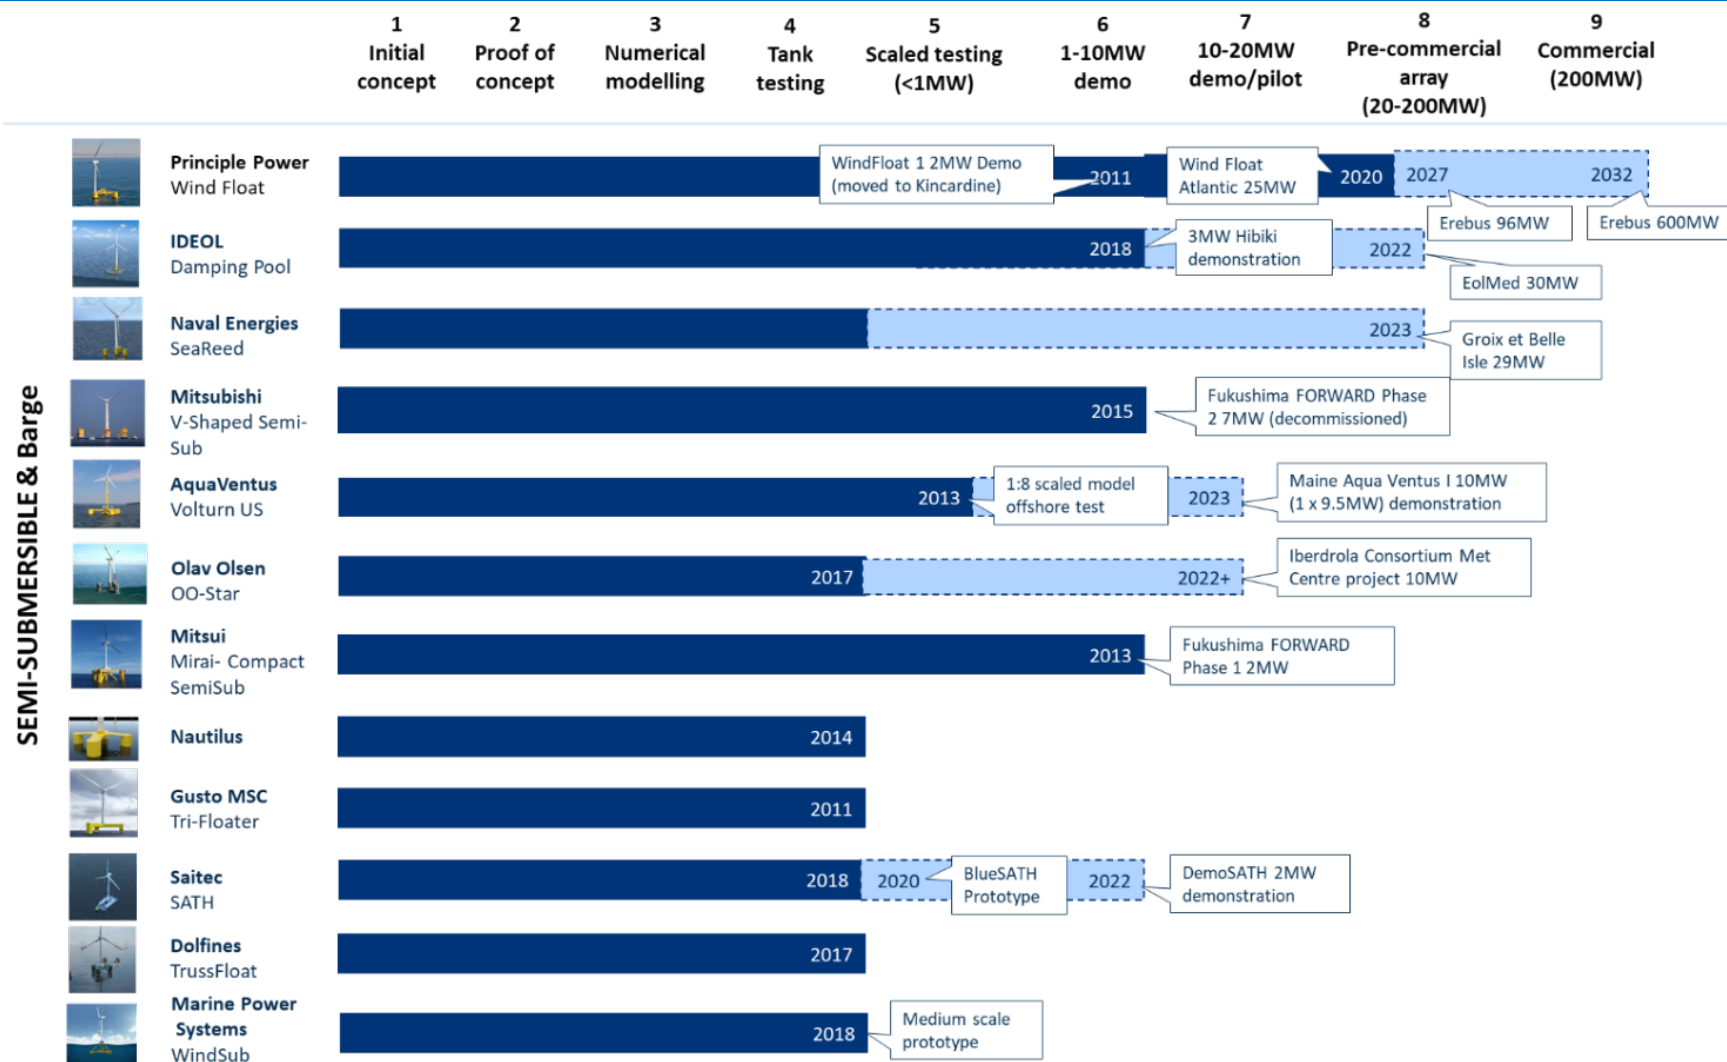 1
Initial
concept
2
Proof of
concept
3
Numerical
modelling
4
Tank
testing
5
Scaled testing
(<1MW)
6
1-10MW
demo
7
10-20MW
demo/pilot
8
Pre-commercial
array
(20-200MW)
9
Commercial
(200MW)
SEMI-SUBMERSIBLE & Barge
Principle Power
Wind Float
WindFloat 1 2MW Demo
(moved to Kincardine)
2011
Wind Float
Atlantic 25MW
2020
2027
2032
Erebus 96MW
Erebus 600MW
IDEOL
Damping Pool
2018
3MW Hibiki
demonstration
2022
EolMed 30MW
Naval Energies
SeaReed
2023
Groix et Belle
Isle 29MW
Mitsubishi
V-Shaped Semi-
Sub
2015
Fukushima FORWARD Phase
2 7MW (decommissioned)
AquaVentus
Volturn US
2013
1:8 scaled model
offshore test
2023
Maine Aqua Ventus I 10MW
(1 x 9.5MW) demonstration
Olav Olsen
OO-Star
2017
2022+
Iberdrola Consortium Met
Centre project 10MW
Mitsui
Mirai- Compact
SemiSub
2013
Fukushima FORWARD
Phase 1 2MW
Nautilus
2014
Gusto MSC
Tri-Floater
2011
Saitec
SATH
2018
2020
BlueSATH
Prototype
2022
DemoSATH 2MW
demonstration
Dolfines
TrussFloat
2017
Marine Power
Systems
WindSub
2018
Medium scale
prototype